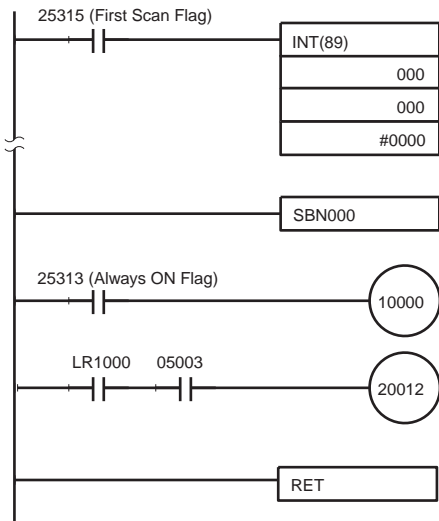 25315 (First Scan Flag)
INT(89)
000
000
#0000
SBN000
25313 (Always ON Flag)
10000
LR1000 05003
20012
RET